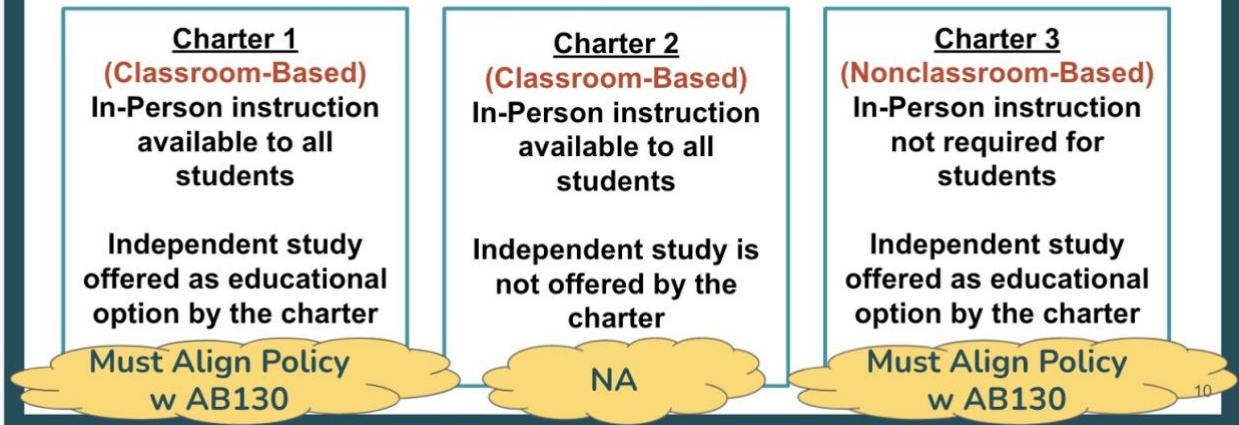 Charter 1
(Classroom-Based)
In-Person instruction
available to all
students
Independent study
offered as educational
option by the charter
Must Align Policy
w AB130
Charter 2
(Classroom-Based)
In-Person instruction
available to all
students
Independent study is
not offered by the
charter
NA
Charter 3
(Nonclassroom-Based)
In-Person instruction
not required for
students
Independent study
offered as educational
option by the charter
Must Align Policy
w AB130
10